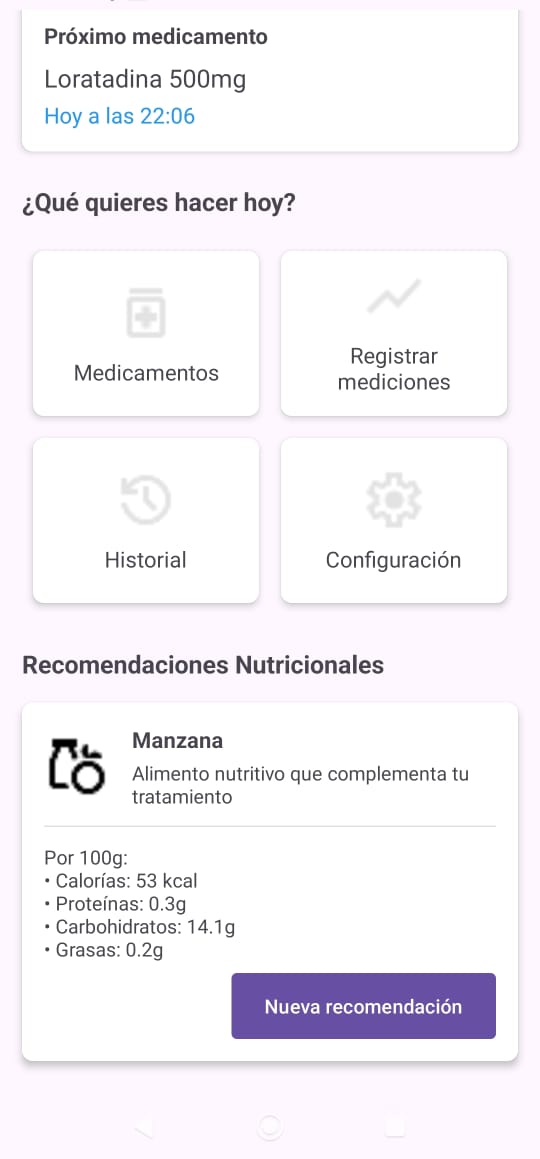 Próximo medicamento
Loratadina 500mg
Hoy a las 22:06
¿Qué quieres hacer hoy?
Medicamentos
Registrar
mediciones
Historial
Configuración
Recomendaciones Nutricionales
Manzana
Alimento nutritivo que complementa tu
tratamiento
Por 100g:
• Calorías: 53 kcal
• Proteínas: 0.3g
• Carbohidratos: 14.1g
• Grasas: 0.2g
Nueva recomendación